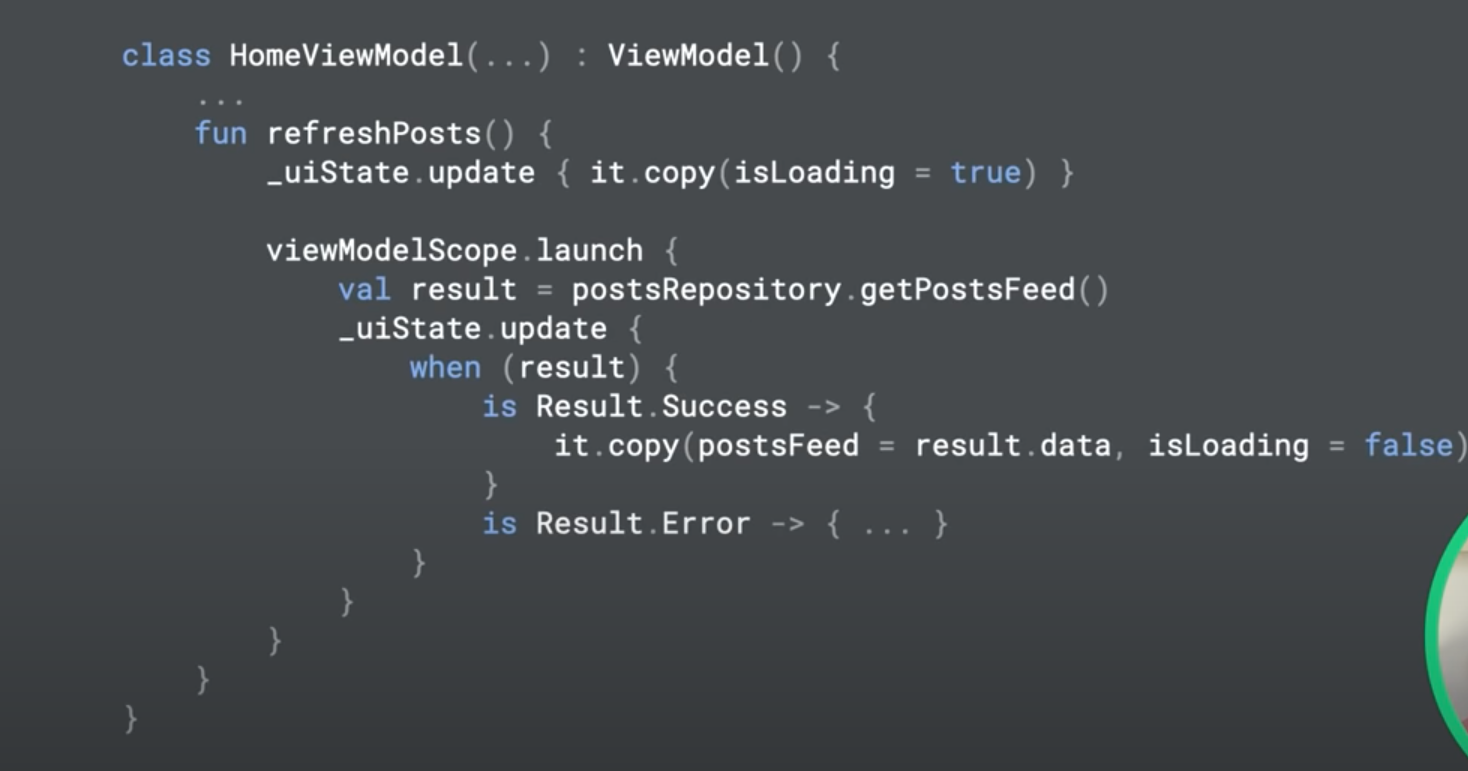 class HomeViewModel(...) : ViewModel() {
...
fun refreshPosts() {
_uiState.update { it.copy(isLoading = true) }
viewModelScope.launch {
val result = postsRepository.getPostsFeed()
_uiState.update {
when (result) {
is Result.Success -> {
it.copy(postsFeed = result.data, isLoading = false)
}
is Result.Error -> { ... }
}
}
}
}
}